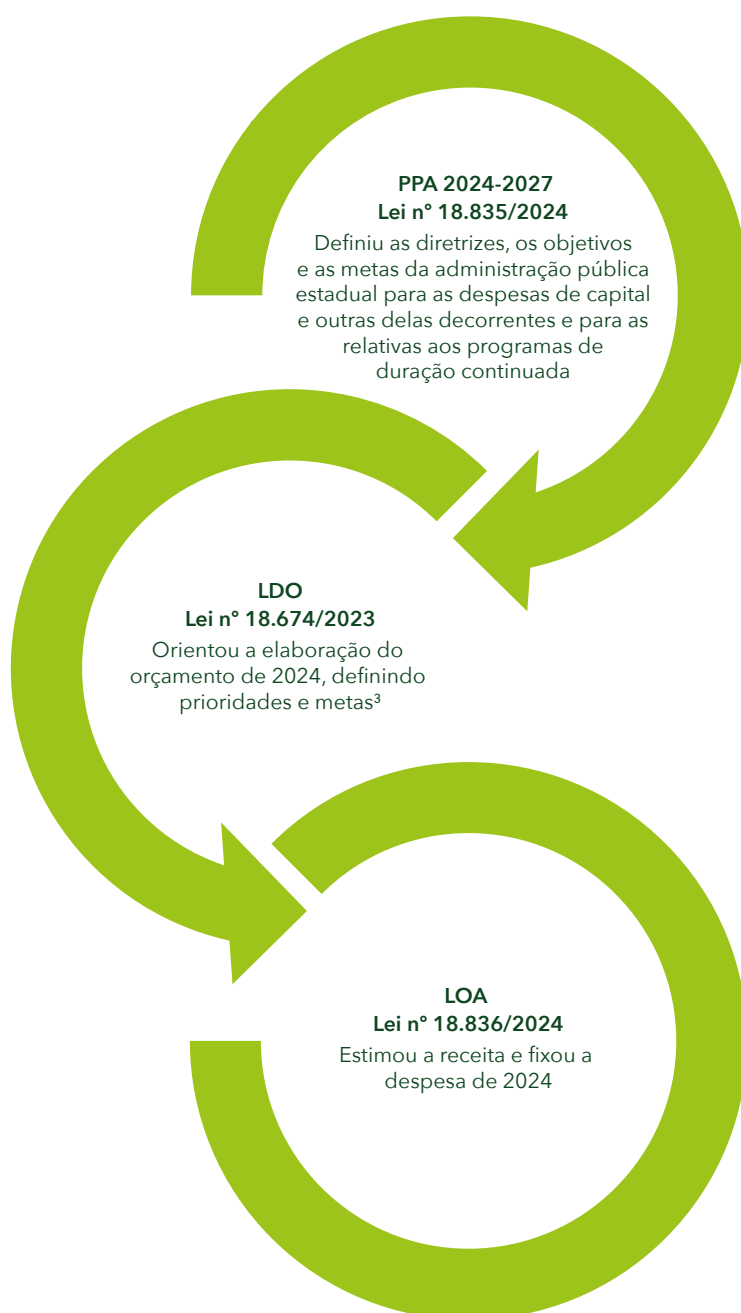 PPA 2024-2027
Lei nº 18.835/2024
Definiu as diretrizes, os objetivos
e as metas da administração pública
estadual para as despesas de capital
e outras delas decorrentes e para as
relativas aos programas de
duração continuada
LDO
Lei nº 18.674/2023
Orientou a elaboração do
orçamento de 2024, definindo
prioridades e metas³
LOA
Lei nº 18.836/2024
Estimou a receita e fixou a
despesa de 2024